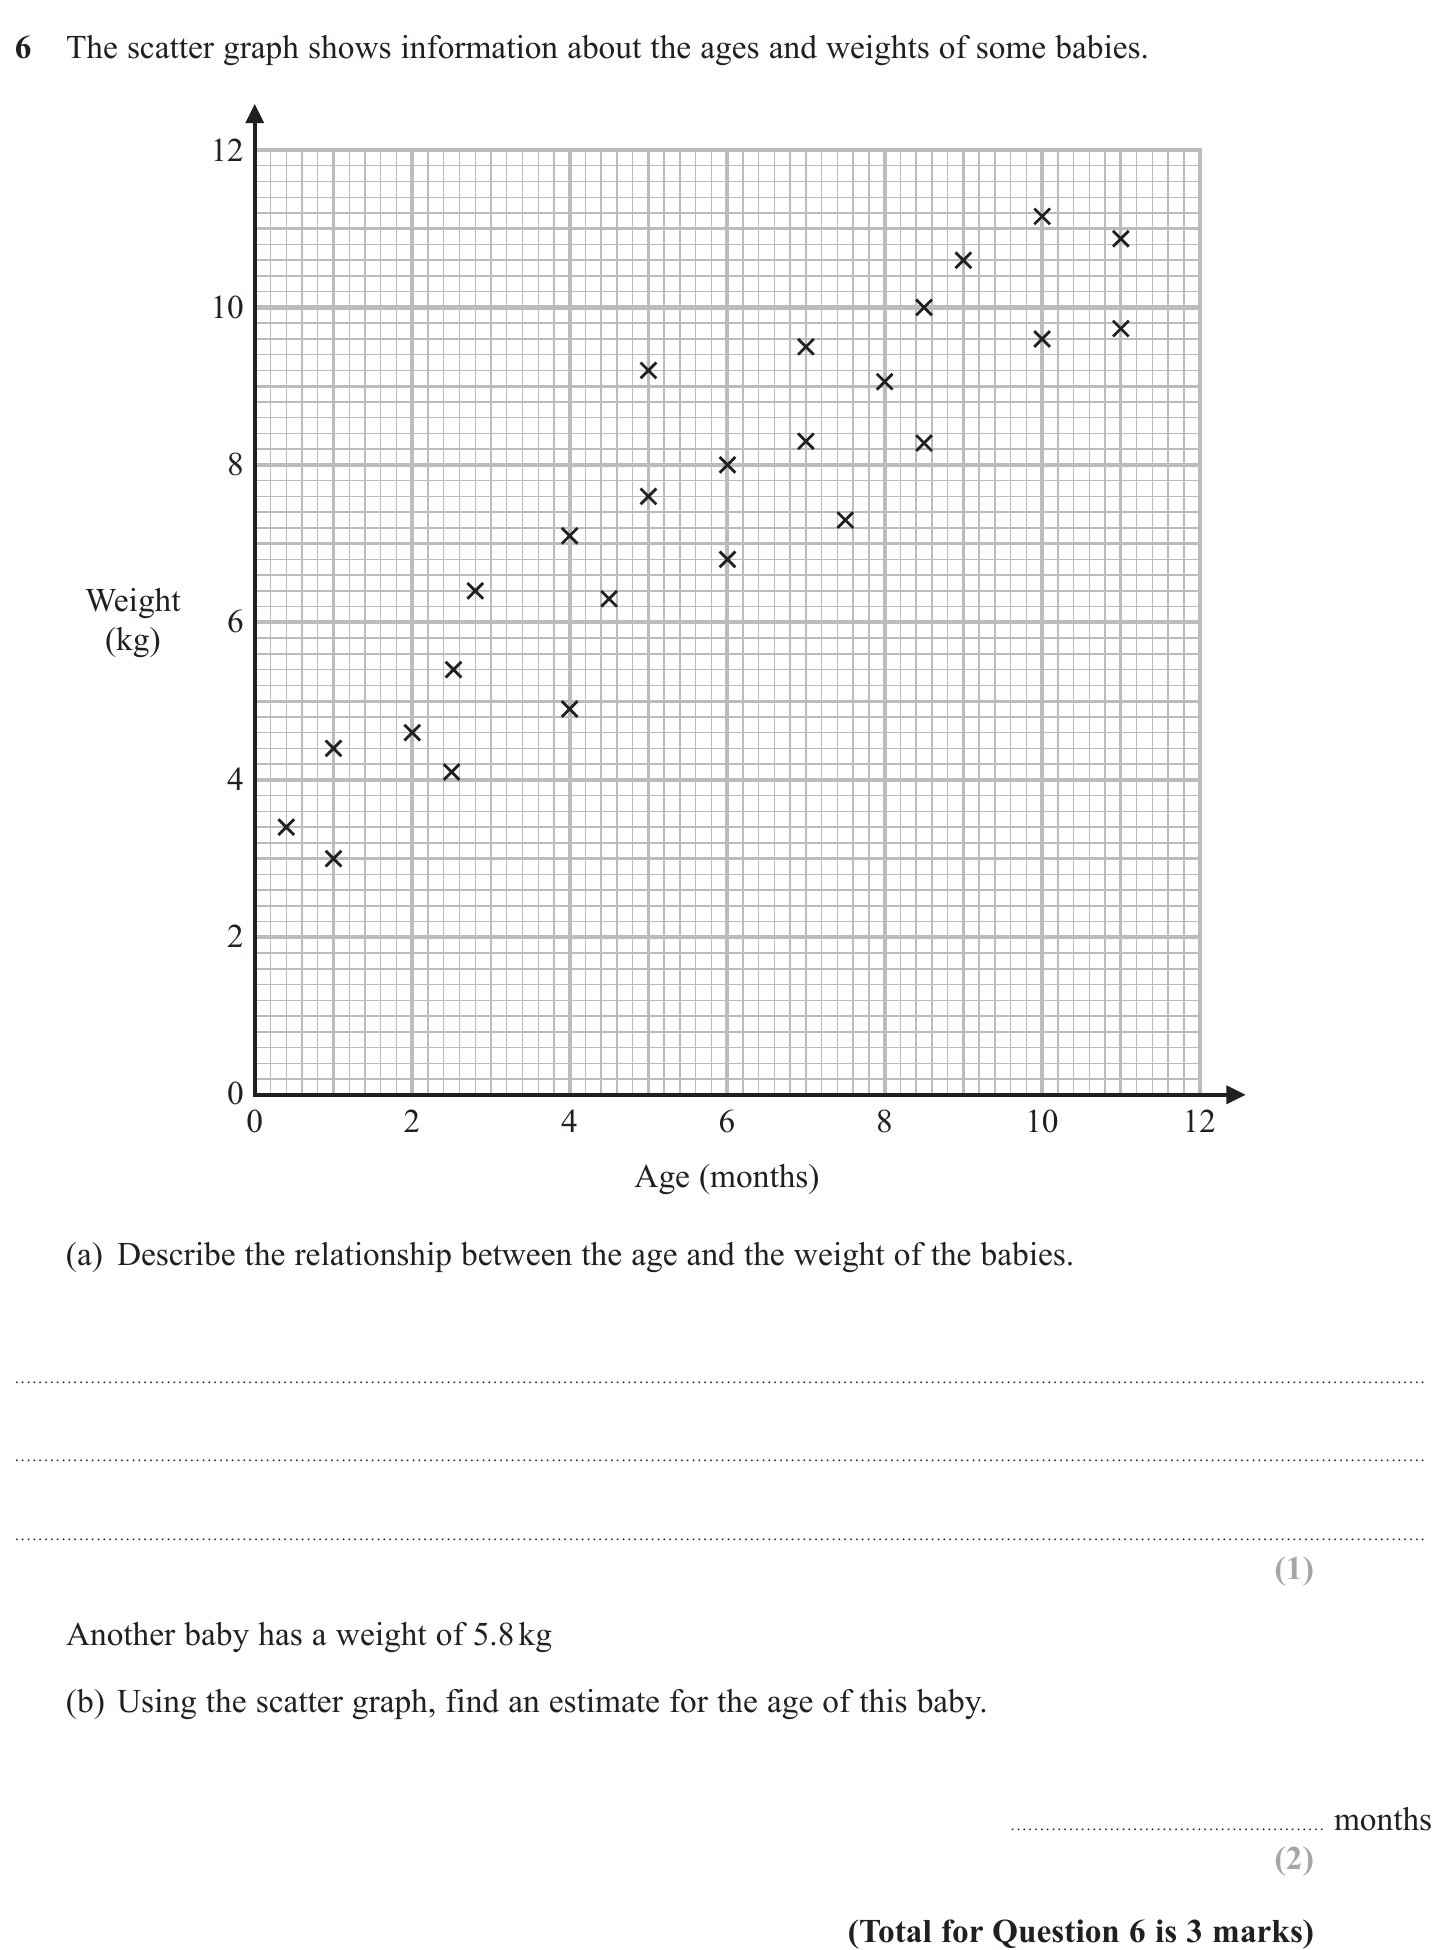 6 The scatter graph shows information about the ages and weights of some babies.
12
10
8
Weight
(kg)
6
4
2
0
0 2 4 6 8 10 12
Age (months)
(a) Describe the relationship between the age and the weight of the babies.
(1)
Another baby has a weight of 5.8 kg
(b) Using the scatter graph, find an estimate for the age of this baby.
months
(2)
(Total for Question 6 is 3 marks)